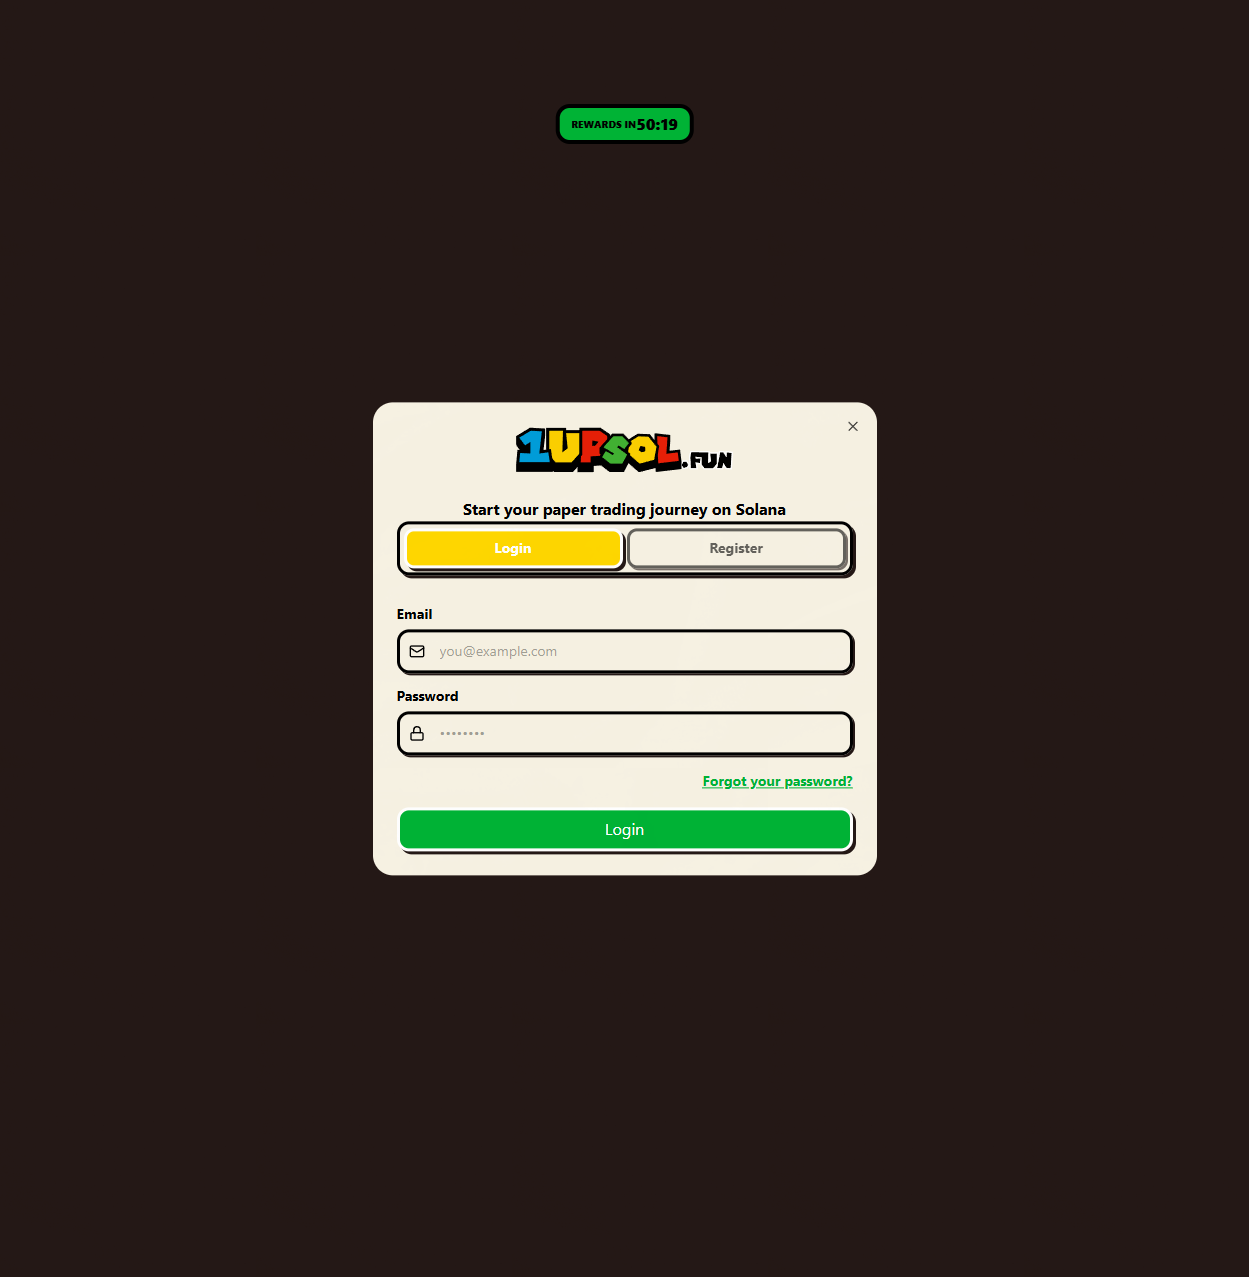 REWARDS IN 50:19
1UPSOL.FUN
Start your paper trading journey on Solana
Login
Register
Email
you@example.com
Password
••••••••
Forgot your password?
Login